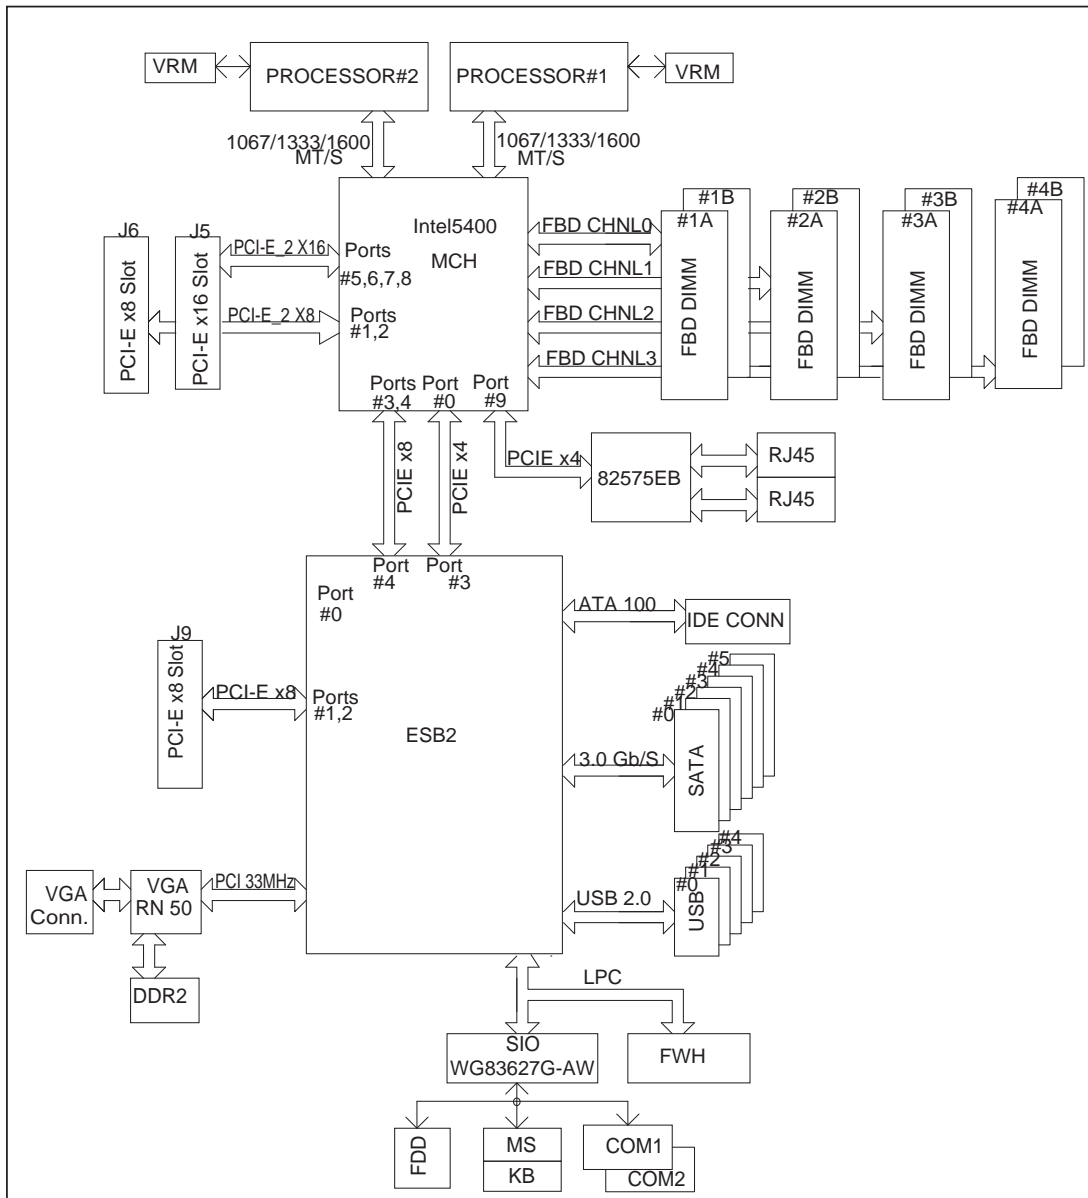 VRM
PROCESSOR#2
PROCESSOR#1
VRM
1067/1333/1600
MT/S
1067/1333/1600
MT/S
Intel5400
MCH
J6
PCI-E x8 Slot
J5
PCI-E x16 Slot
PCI-E_2 X16
Ports
#5,6,7,8
PCI-E_2 X8
Ports
#1,2
FBD CHNL0
FBD CHNL1
FBD CHNL2
FBD CHNL3
#1B
#1A
FBD DIMM
#2B
#2A
FBD DIMM
#3B
#3A
FBD DIMM
#4B
#4A
FBD DIMM
Ports
#3,4
Port
#0
Port
#9
PCIE x8
PCIE x4
PCIE x4
82575EB
RJ45
RJ45
Port
#4
Port
#3
Port
#0
ATA 100
IDE CONN
J9
PCI-E x8 Slot
PCI-E x8
Ports
#1,2
ESB2
3.0 Gb/S
#5
#4
#3
#2
#1
#0
SATA
VGA
Conn.
VGA
RN 50
PCI 33MHz
DDR2
USB 2.0
#4
#3
#2
#1
#0
USB
LPC
SIO
WG83627G-AW
FWH
FDD
MS
KB
COM1
COM2